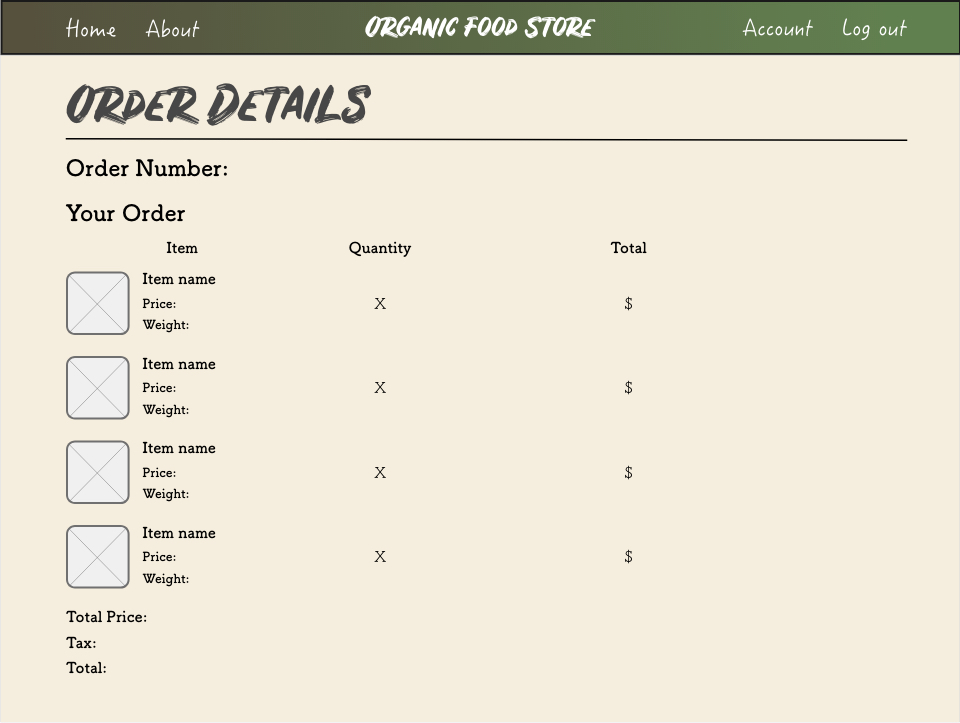 Home About ORGANIC FOOD STORE Account Log out
ORDER DETAILS
Order Number:
Your Order
Item Quantity Total
Item name
Price: X $
Weight:
Item name
Price: X $
Weight:
Item name
Price: X $
Weight:
Item name
Price: X $
Weight:
Total Price:
Tax:
Total: